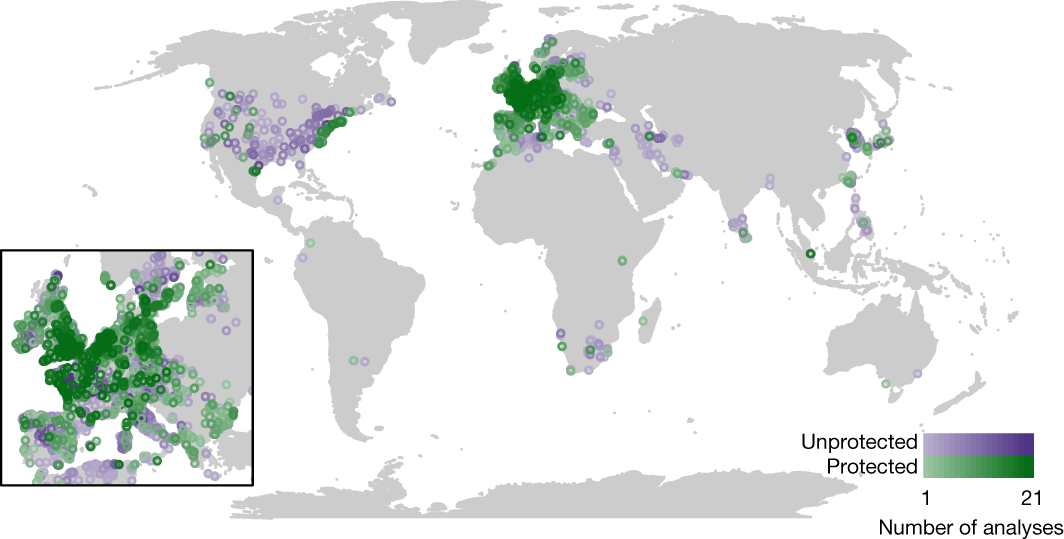 Unprotected
Protected
1 21
Number of analyses